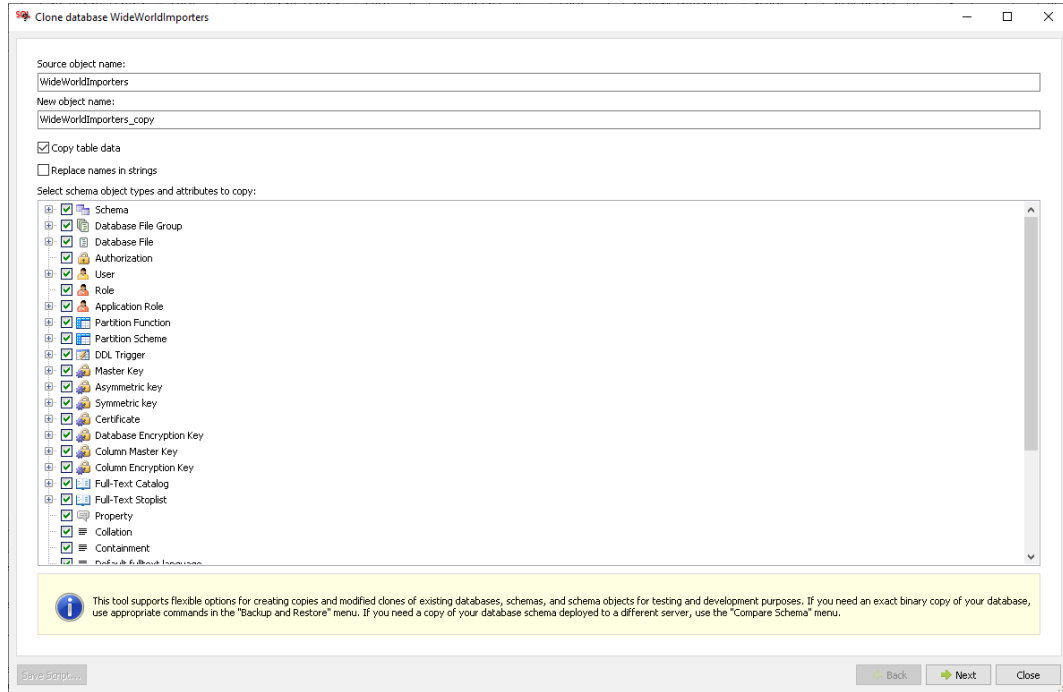 Clone database WideWorldImporters
Source object name:
WideWorldImporters
New object name:
WideWorldImporters_copy
Copy table data
Replace names in strings
Select schema object types and attributes to copy:
Schema
Database File Group
Database File
Authorization
User
Role
Application Role
Partition Function
Partition Scheme
DDL Trigger
Master Key
Asymmetric key
Symmetric key
Certificate
Database Encryption Key
Column Master Key
Column Encryption Key
Full-Text Catalog
Full-Text Stoplist
Property
Collation
Containment
Default fulltext language
This tool supports flexible options for creating copies and modified clones of existing databases, schemas, and schema objects for testing and development purposes. If you need an exact binary copy of your database,
use appropriate commands in the "Backup and Restore" menu. If you need a copy of your database schema deployed to a different server, use the "Compare Schema" menu.
Save Script... Back Next Close